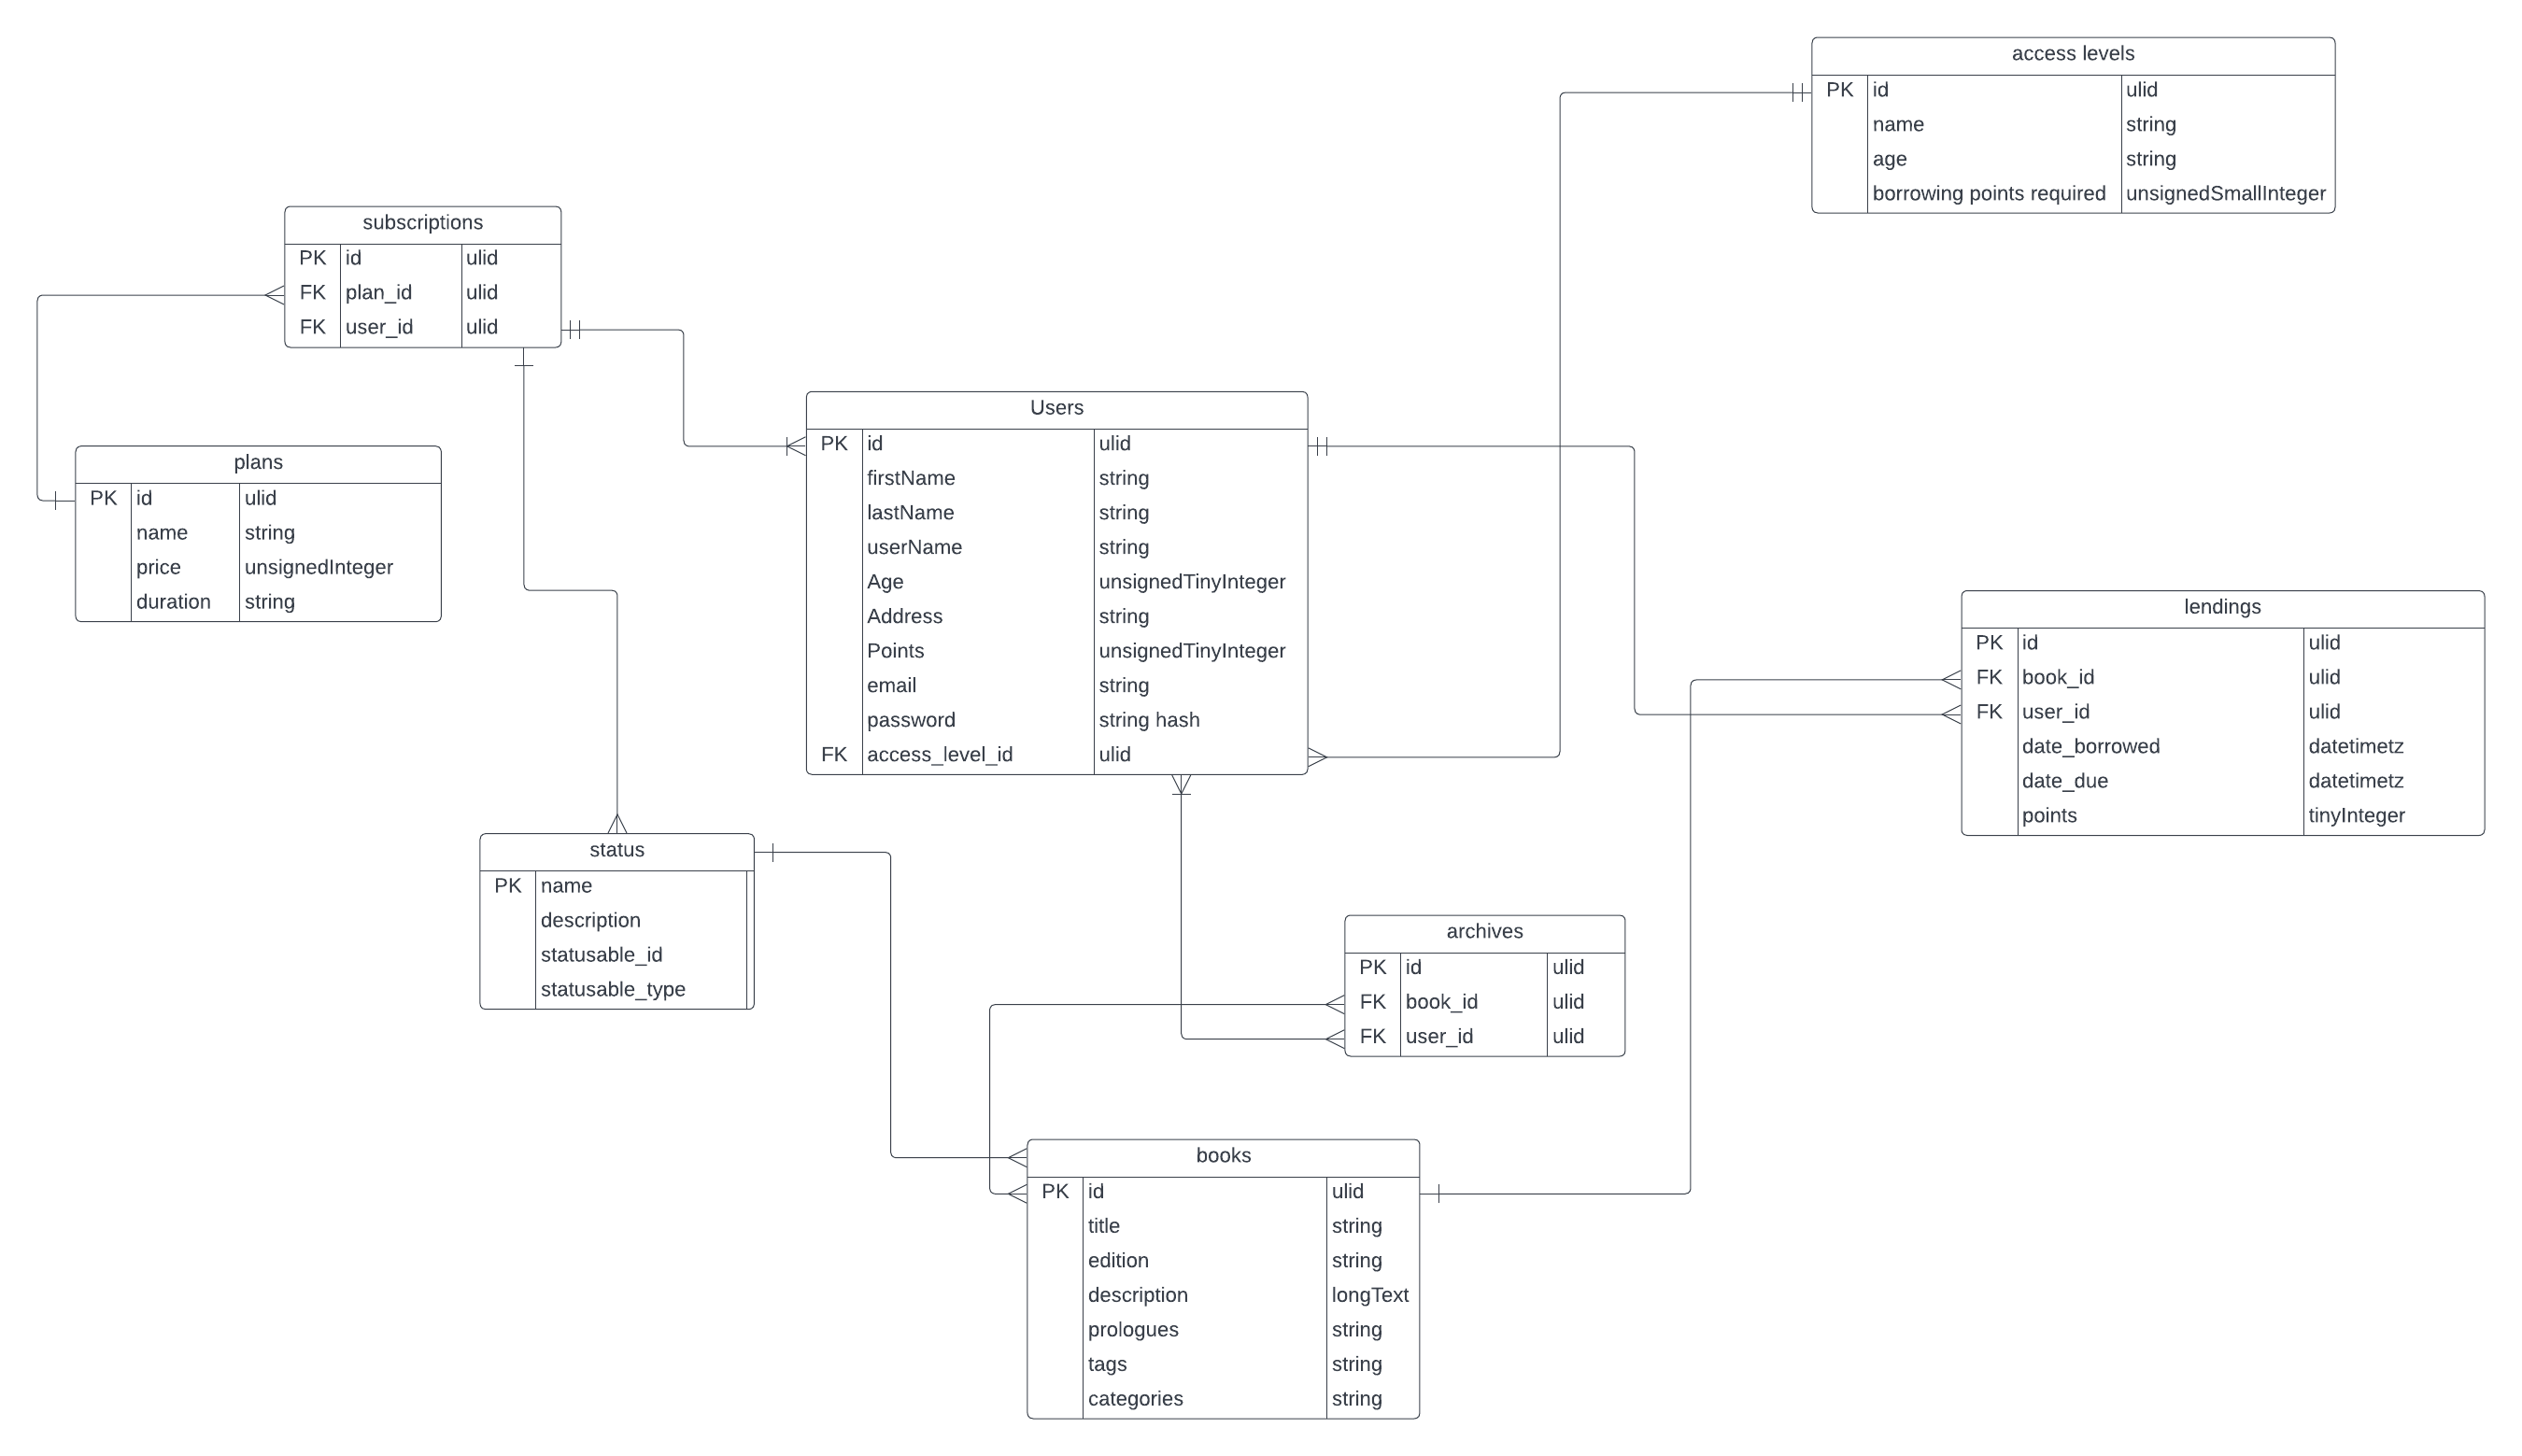 access levels
PK id ulid
name string
age string
borrowing points required unsignedSmallInteger
subscriptions
PK id ulid
FK plan_id ulid
FK user_id ulid
Users
PK id ulid
firstName string
lastName string
userName string
Age unsignedTinyInteger
Address string
Points unsignedTinyInteger
email string
password string hash
FK access_level_id ulid
plans
PK id ulid
name string
price unsignedInteger
duration string
lendings
PK id ulid
FK book_id ulid
FK user_id ulid
date_borrowed datetimetz
date_due datetimetz
points tinyInteger
status
PK name
description
statusable_id
statusable_type
archives
PK id ulid
FK book_id ulid
FK user_id ulid
books
PK id ulid
title string
edition string
description longText
prologues string
tags string
categories string